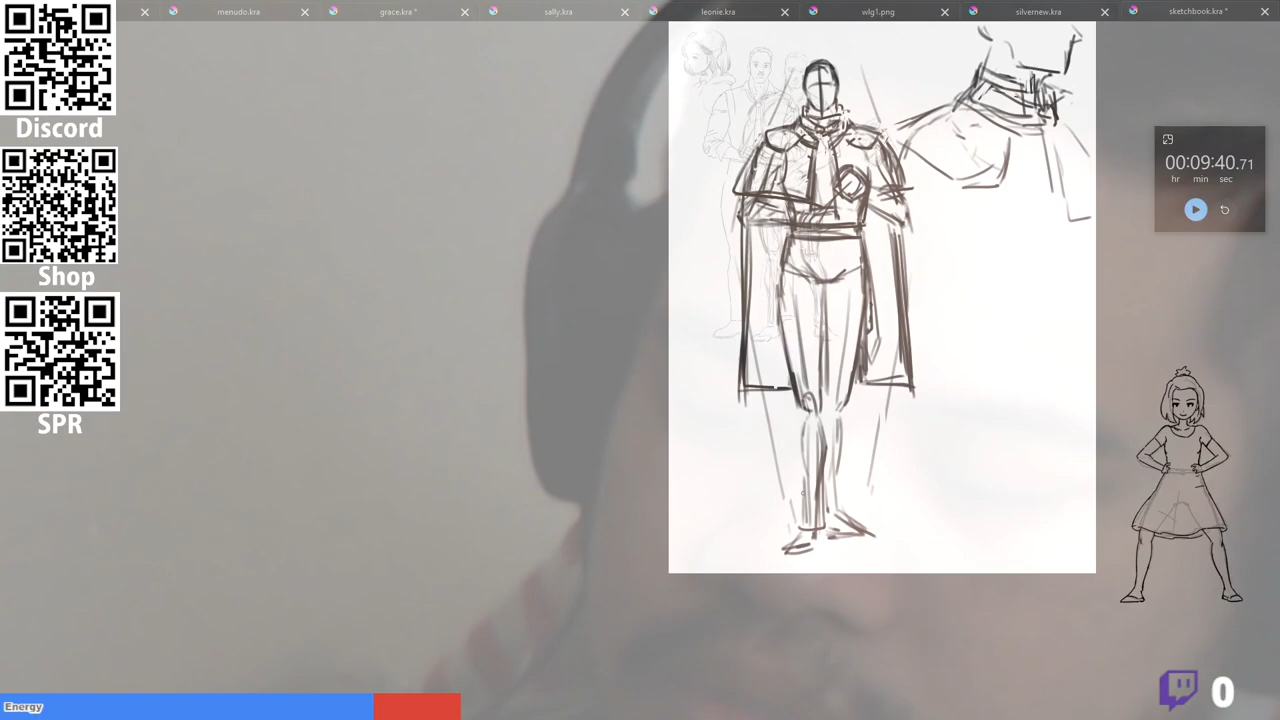 menudo.kra
grace.kra *
sally.kra
leonie.kra
wlg1.png
silvernew.kra
sketchbook.kra *
Discord
Shop
SPR
00:09:40.71
hr min sec
Energy
0